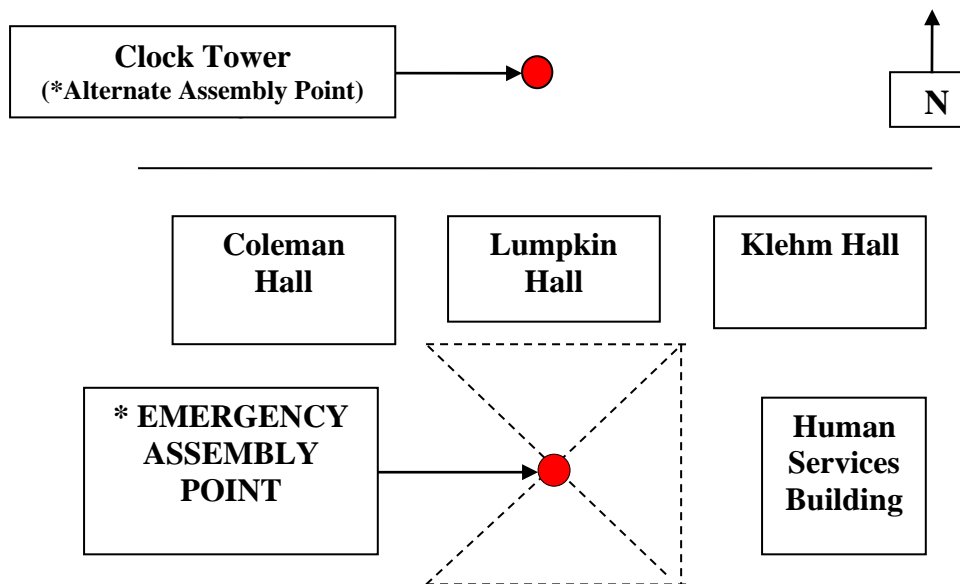 Clock Tower
(*Alternate Assembly Point)
N
Coleman
Hall
Lumpkin
Hall
Klehm Hall
* EMERGENCY
ASSEMBLY
POINT
Human
Services
Building